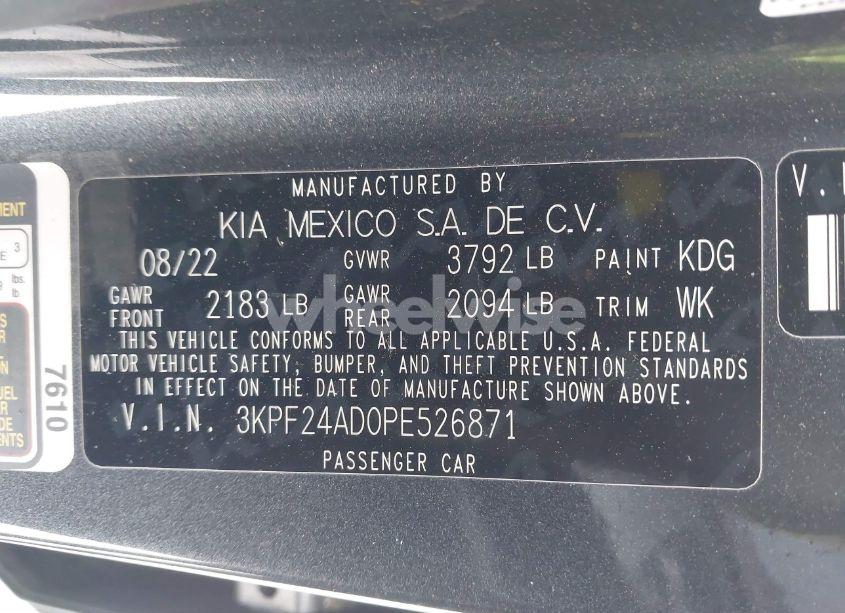 MANUFACTURED BY
KIA MEXICO S.A. DE C.V.
08/22 GVWR 3792 LB PAINT KDG
GAWR FRONT 2183 LB GAWR REAR 2094 LB TRIM WK
THIS VEHICLE CONFORMS TO ALL APPLICABLE U.S.A. FEDERAL
MOTOR VEHICLE SAFETY, BUMPER, AND THEFT PREVENTION STANDARDS
IN EFFECT ON THE DATE OF MANUFACTURE SHOWN ABOVE.
V.I.N. 3KPF24AD0PE526871
PASSENGER CAR
7610
wheelwise